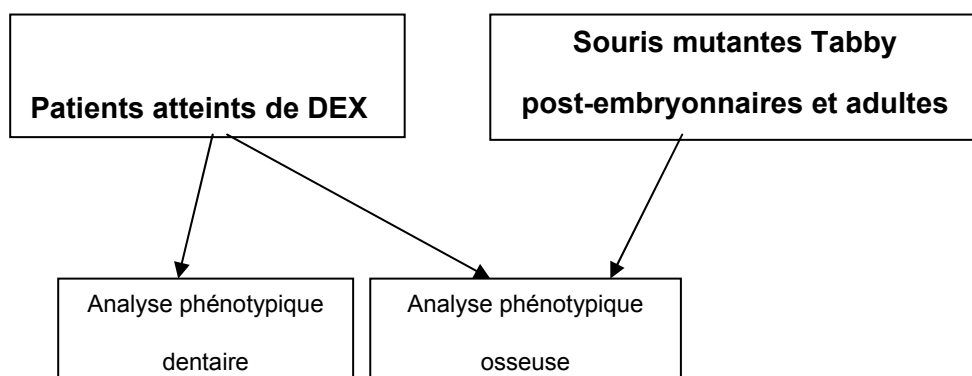 Patients atteints de DEX
Souris mutantes Tabby
post-embryonnaires et adultes
Analyse phénotypique
dentaire
Analyse phénotypique
osseuse